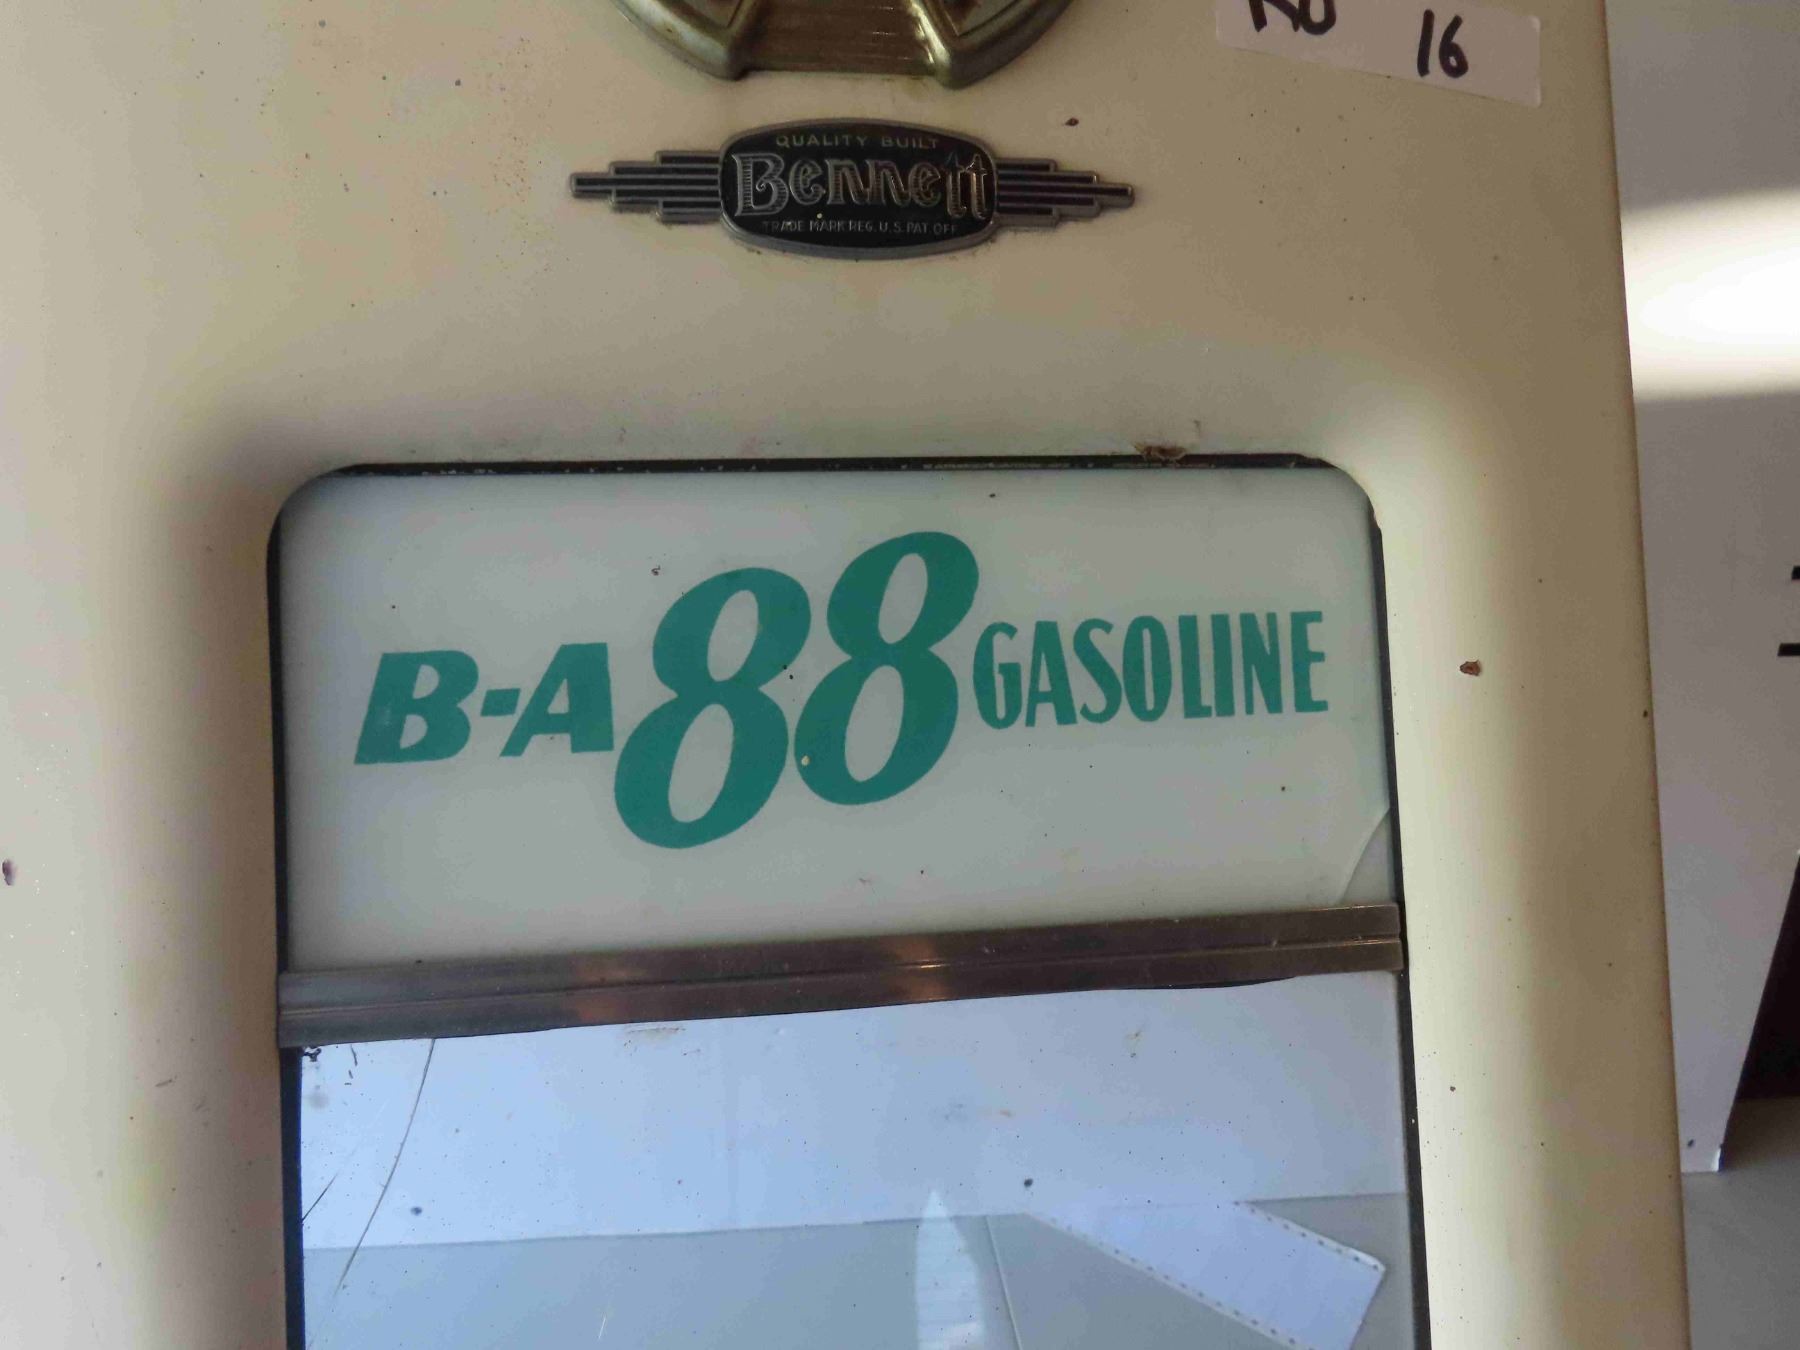 16
QUALITY BUILT
Bennett
TRADE MARK REG. U.S. PAT. OFF
B-A 88 GASOLINE